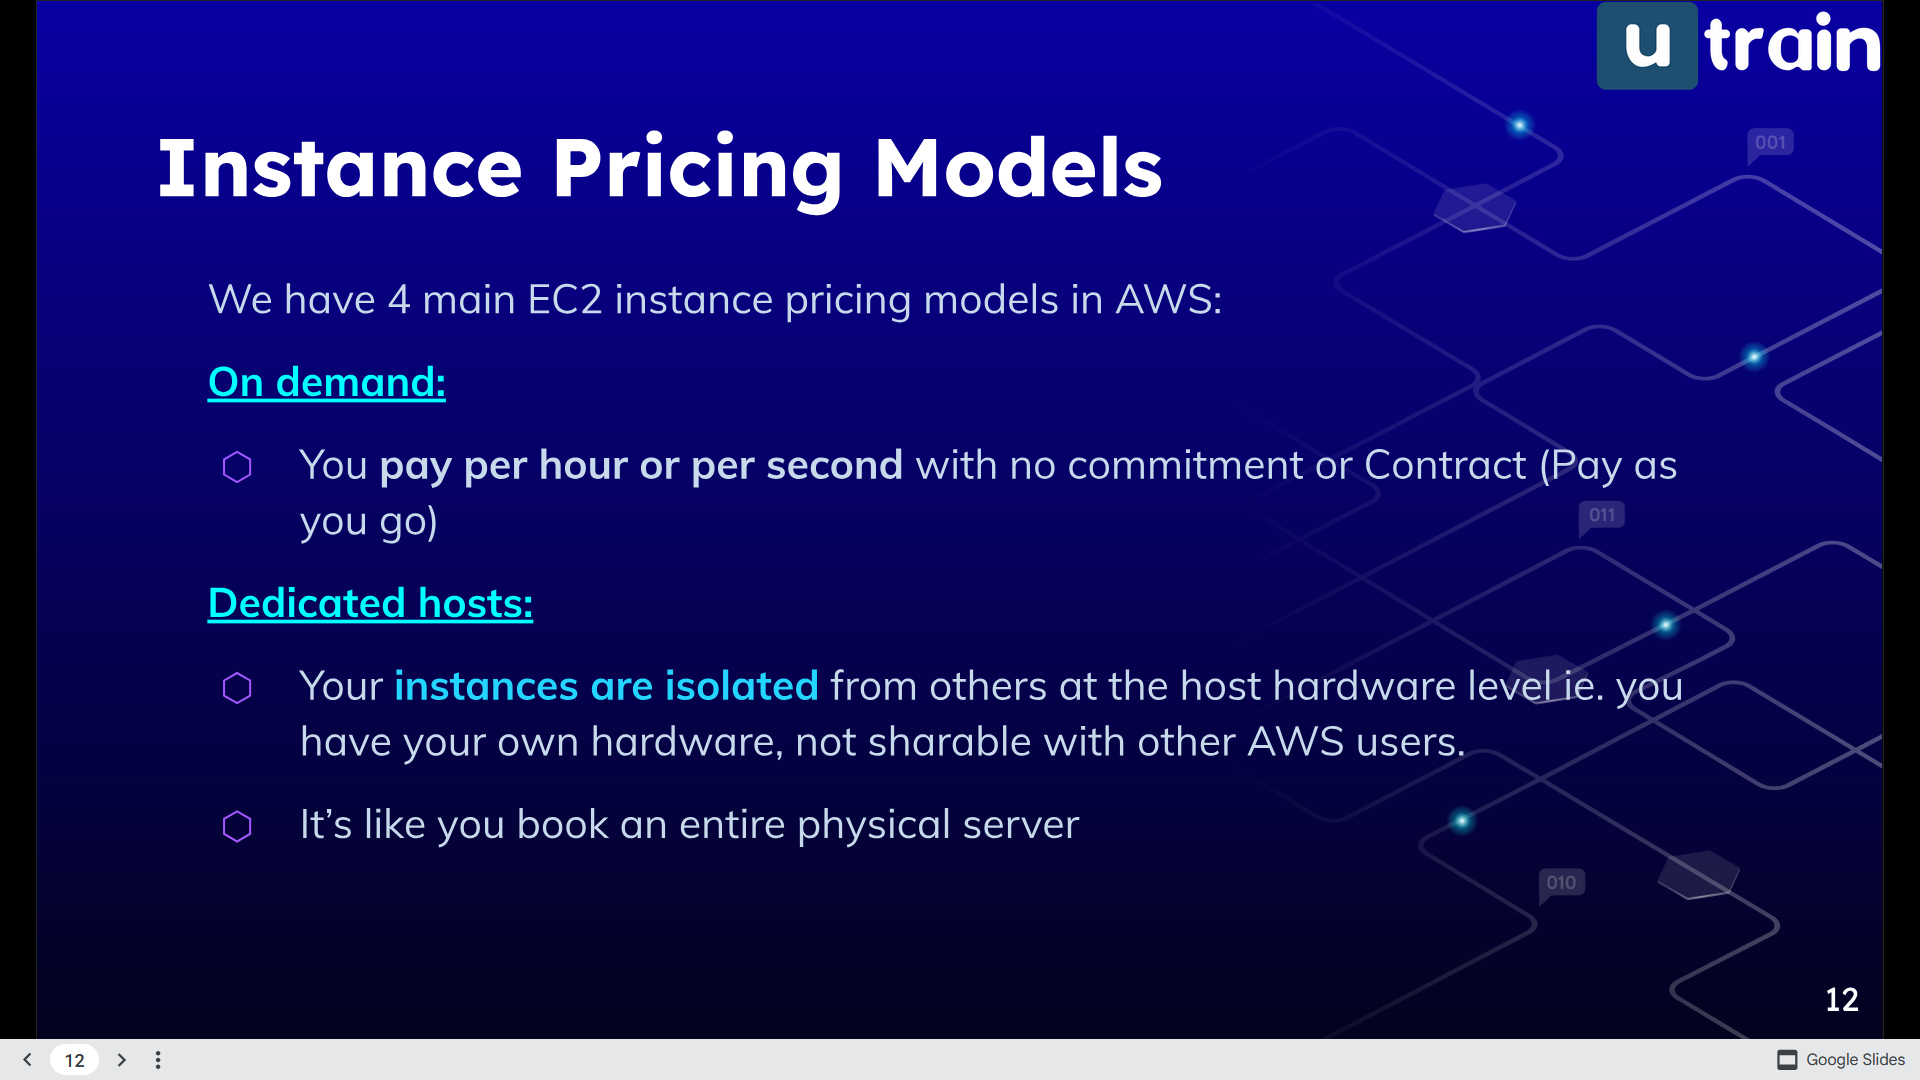 u train
001
Instance Pricing Models
We have 4 main EC2 instance pricing models in AWS:
On demand:
You pay per hour or per second with no commitment or Contract (Pay as
you go)
011
Dedicated hosts:
Your instances are isolated from others at the host hardware level ie. you
have your own hardware, not sharable with other AWS users.
It’s like you book an entire physical server
010
12
12
Google Slides